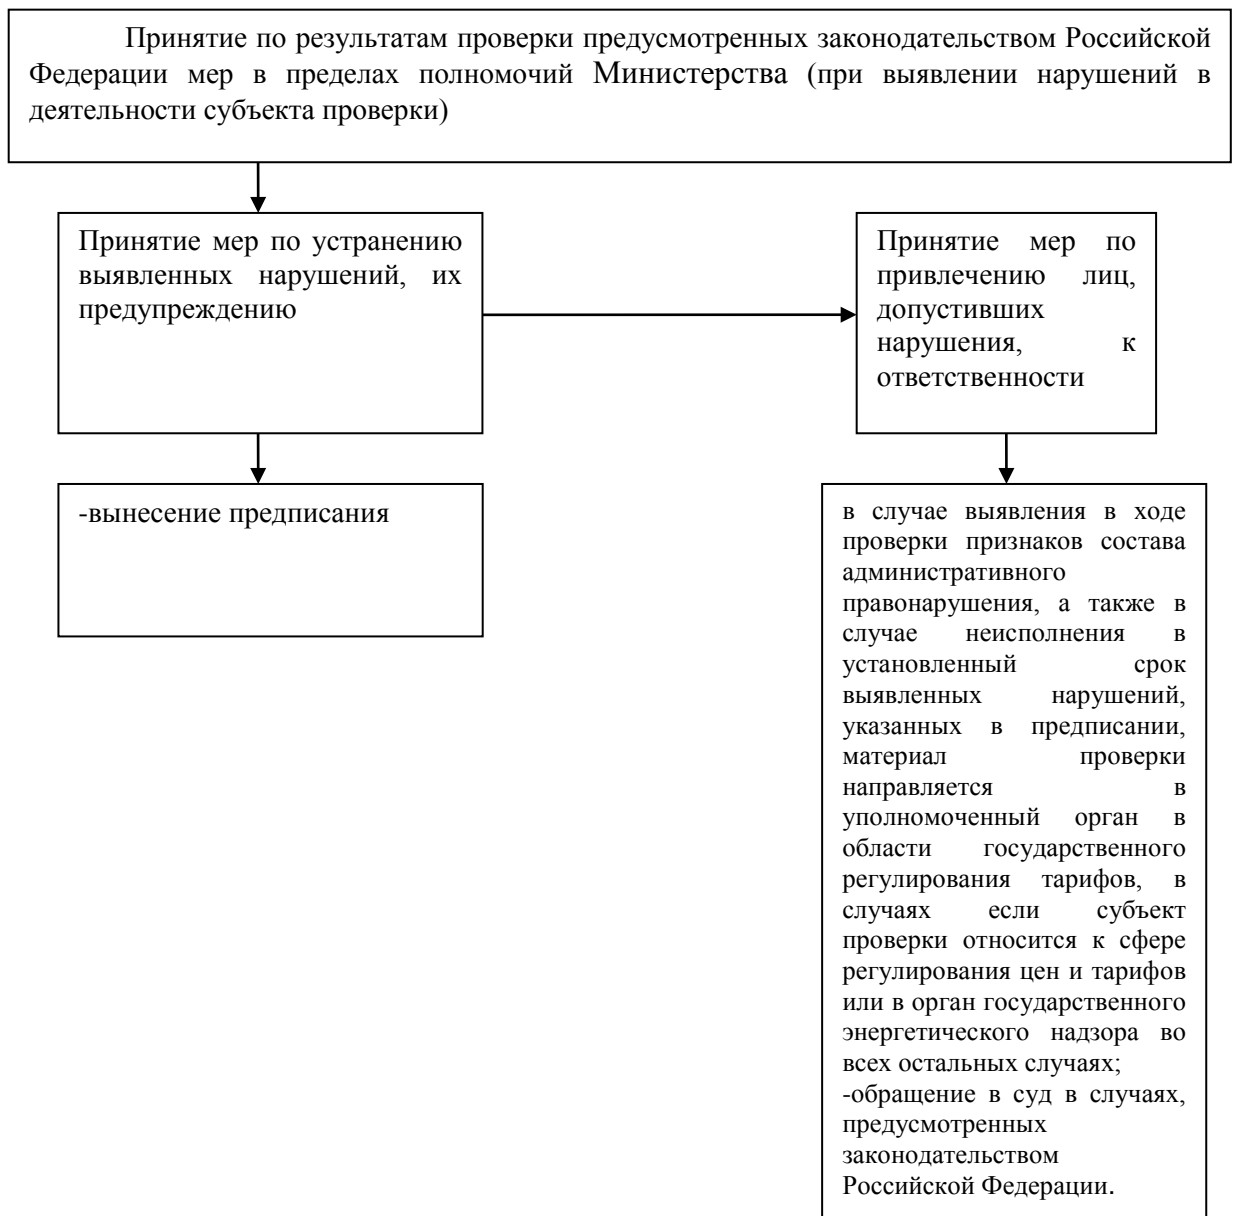 Принятие по результатам проверки предусмотренных законодательством Российской
Федерации мер в пределах полномочий Министерства (при выявлении нарушений в
деятельности субъекта проверки)
Принятие мер по устранению
выявленных нарушений, их
предупреждению
Принятие мер по
привлечению лиц,
допустивших
нарушения, к
ответственности
-вынесение предписания
в случае выявления в ходе
проверки признаков состава
административного
правонарушения, а также в
случае неисполнения в
установленный срок
выявленных нарушений,
указанных в предписании,
материал проверки
направляется в
уполномоченный орган в
области государственного
регулирования тарифов, в
случаях если субъект
проверки относится к сфере
регулирования цен и тарифов
или в орган государственного
энергетического надзора во
всех остальных случаях;
-обращение в суд в случаях,
предусмотренных
законодательством
Российской Федерации.